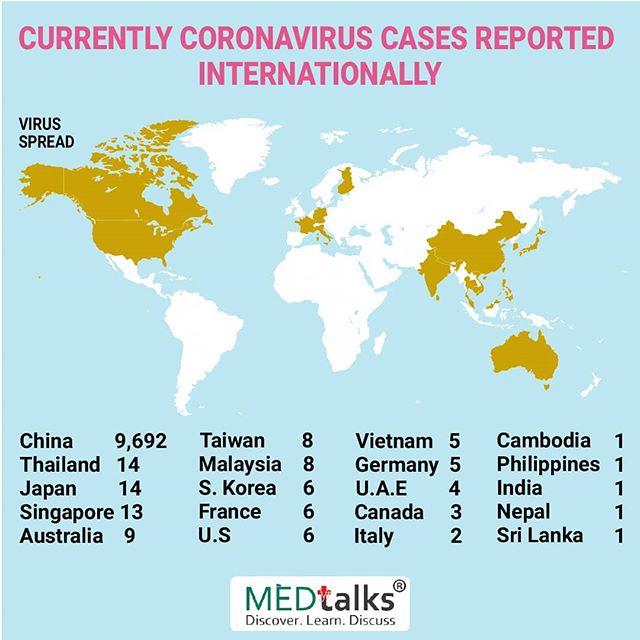 CURRENTLY CORONAVIRUS CASES REPORTED
INTERNATIONALLY
VIRUS
SPREAD
China 9,692
Thailand 14
Japan 14
Singapore 13
Australia 9
Taiwan 8
Malaysia 8
S. Korea 6
France 6
U.S 6
Vietnam 5
Germany 5
U.A.E 4
Canada 3
Italy 2
Cambodia 1
Philippines 1
India 1
Nepal 1
Sri Lanka 1
MEDtalks®
Discover. Learn. Discuss